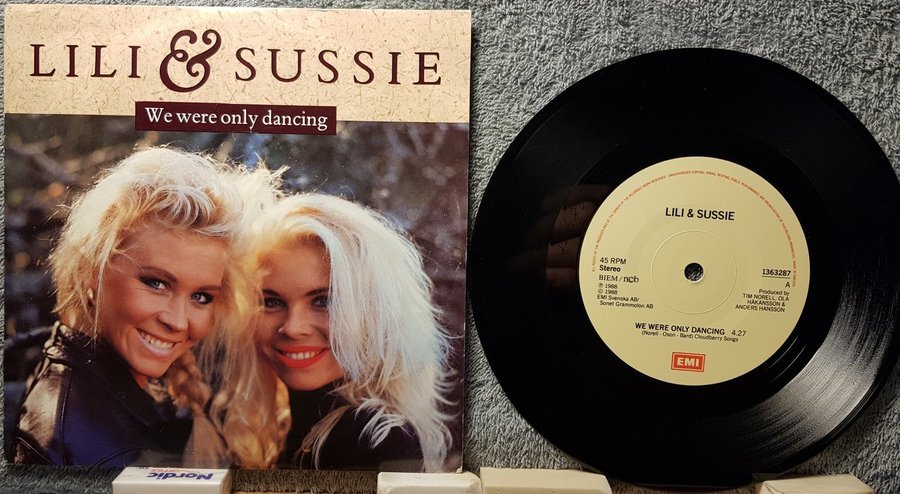 LILI & SUSSIE
We were only dancing
Nordic
LILI & SUSSIE
45 RPM
Stereo
BIEM/ncb
℗ 1988
© 1988
EMI Svenska AB/
Sonet Grammofon AB
1363287
A
Produced by
TIM NORELL, OLA
HÅKANSSON &
ANDERS HANSSON
WE WERE ONLY DANCING 4.27
(Norell - Oson - Bard) Cloudberry Songs
EMI